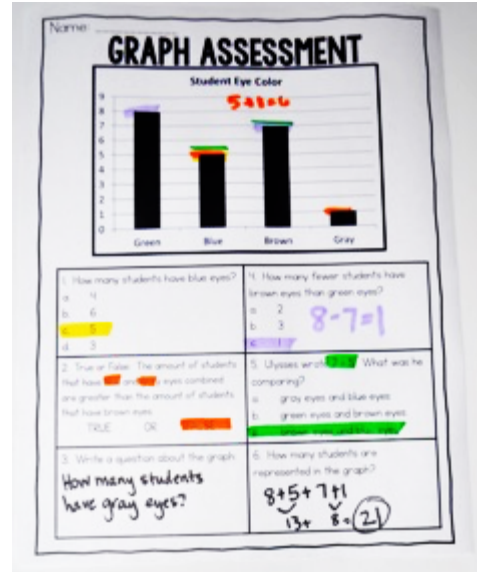 Name:
GRAPH ASSESSMENT
Student Eye Color
5+1=6
9
8
7
6
5
4
3
2
1
0
Green Blue Brown Gray
1. How many students have blue eyes?
a. 4
b. 6
c. 5
d. 3
4. How many fewer students have
brown eyes than green eyes?
a. 2
b. 3
c. 1
8-7=1
2. True or False: The amount of students
that have and eyes combined
are greater than the amount of students
that have brown eyes.
TRUE OR
5. Ulysses wrote What was he
comparing?
a. gray eyes and blue eyes
b. green eyes and brown eyes
c. brown eyes and blue eyes
3. Write a question about the graph.
How many students
have gray eyes?
6. How many students are
represented in the graph?
8+5+7+1
13+ 8=21